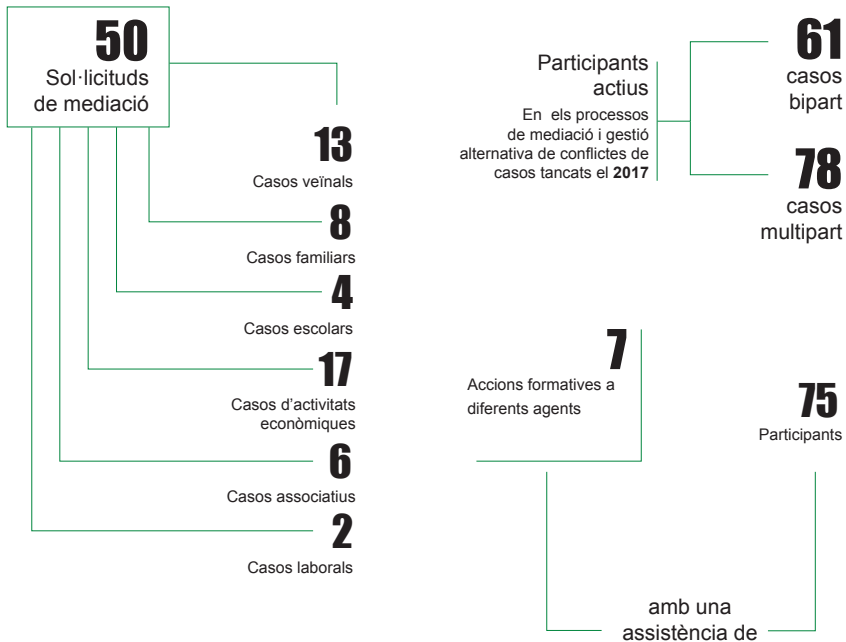 50
Sol·licituds
de mediació
13
Casos veïnals
8
Casos familiars
4
Casos escolars
17
Casos d’activitats
econòmiques
6
Casos associatius
2
Casos laborals
Participants
actius
En els processos
de mediació i gestió
alternativa de conflictes de
casos tancats el 2017
61
casos
bipart
78
casos
multipart
7
Accions formatives a
diferents agents
75
Participants
amb una
assistència de